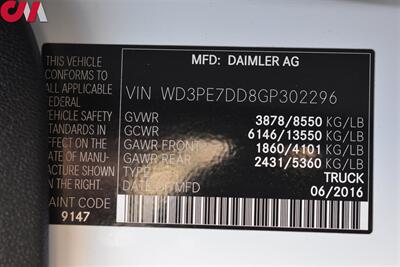 CM
THIS VEHICLE
CONFORMS TO
ALL APPLICABLE
FEDERAL
VEHICLE SAFETY
STANDARDS IN
EFFECT ON THE
DATE OF MANU-
FACTURE SHOWN
IN THE REGION.
PAINT CODE
9147
MFD: DAIMLER AG
VIN WD3PE7DD8GP302296
GVWR 3878/8550 KG/LB
GCWR 6146/13550 KG/LB
GAWR FRONT 1860/4101 KG/LB
GAWR REAR 2431/5360 KG/LB
TYPE TRUCK
DATE OF MFD 06/2016